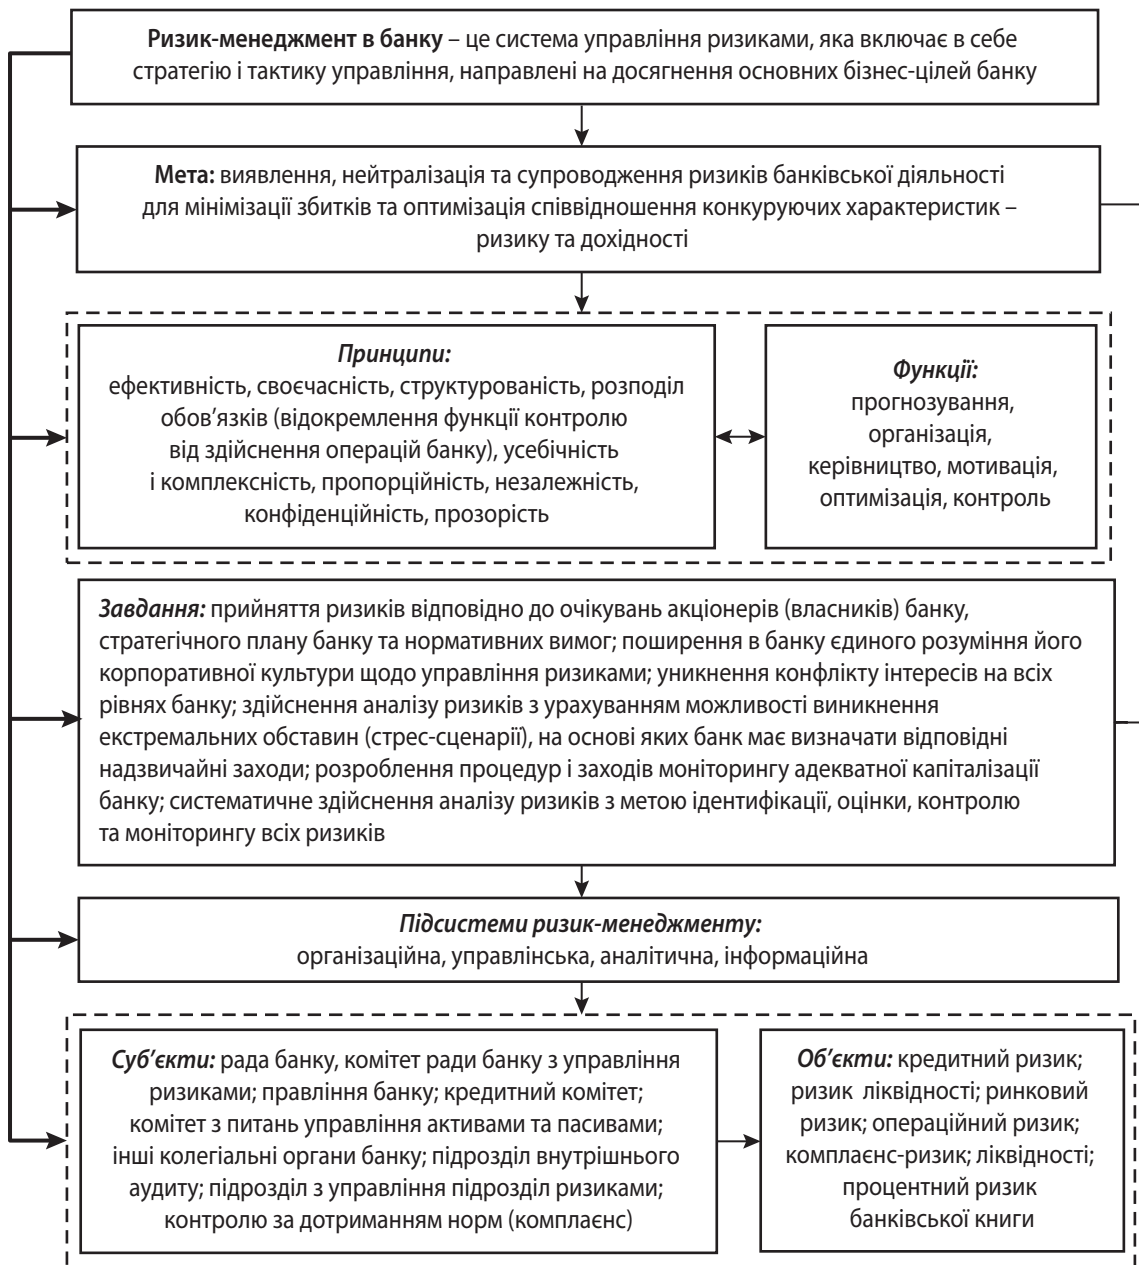 Ризик-менеджмент в банку – це система управління ризиками, яка включає в себе
стратегію і тактику управління, направлені на досягнення основних бізнес-цілей банку
Мета: виявлення, нейтралізація та супроводження ризиків банківської діяльності
для мінімізації збитків та оптимізація співвідношення конкуруючих характеристик –
ризику та дохідності
Принципи:
ефективність, своєчасність, структурованість, розподіл
обов’язків (відокремлення функції контролю
від здійснення операцій банку), усебічність
і комплексність, пропорційність, незалежність,
конфіденційність, прозорість
Функції:
прогнозування,
організація,
керівництво, мотивація,
оптимізація, контроль
Завдання: прийняття ризиків відповідно до очікувань акціонерів (власників) банку,
стратегічного плану банку та нормативних вимог; поширення в банку єдиного розуміння його
корпоративної культури щодо управління ризиками; уникнення конфлікту інтересів на всіх
рівнях банку; здійснення аналізу ризиків з урахуванням можливості виникнення
екстремальних обставин (стрес-сценарії), на основі яких банк має визначати відповідні
надзвичайні заходи; розроблення процедур і заходів моніторингу адекватної капіталізації
банку; систематичне здійснення аналізу ризиків з метою ідентифікації, оцінки, контролю
та моніторингу всіх ризиків
Підсистеми ризик-менеджменту:
організаційна, управлінська, аналітична, інформаційна
Суб’єкти: рада банку, комітет ради банку з управління
ризиками; правління банку; кредитний комітет;
комітет з питань управління активами та пасивами;
інші колегіальні органи банку; підрозділ внутрішнього
аудиту; підрозділ з управління підрозділ ризиками;
контролю за дотриманням норм (комплаєнс)
Об’єкти: кредитний ризик;
ризик ліквідності; ринковий
ризик; операційний ризик;
комплаєнс-ризик; ліквідності;
процентний ризик
банківської книги